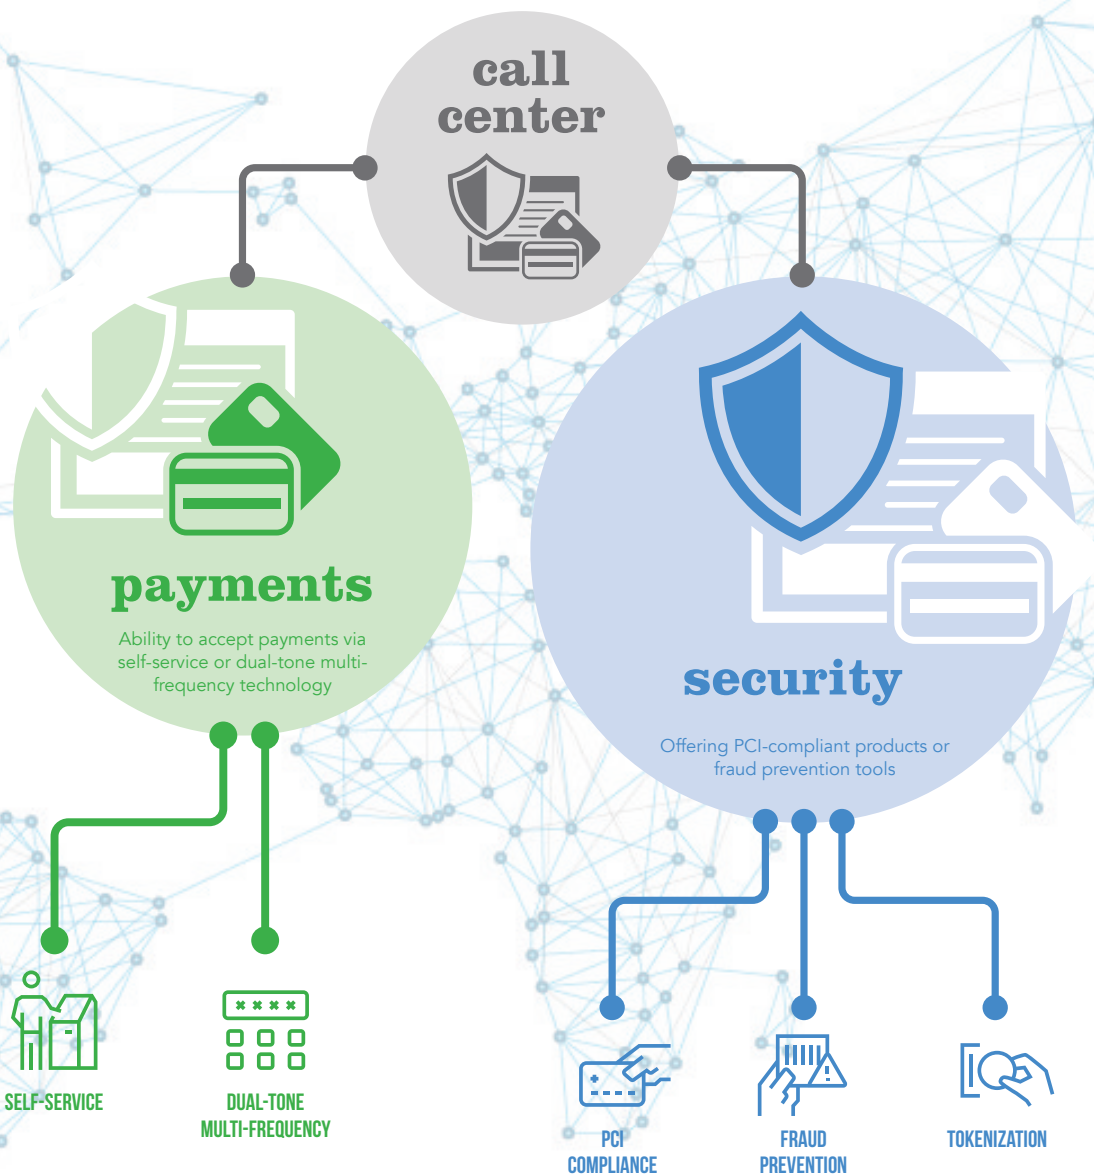 call
center
payments
Ability to accept payments via
self-service or dual-tone multi-
frequency technology
security
Offering PCI-compliant products or
fraud prevention tools
SELF-SERVICE
DUAL-TONE
MULTI-FREQUENCY
PCI
COMPLIANCE
FRAUD
PREVENTION
TOKENIZATION